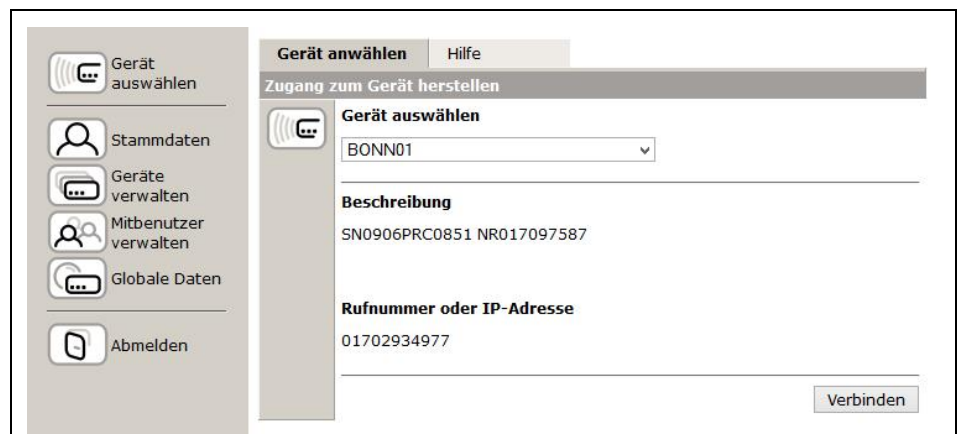 Gerät
auswählen
Stammdaten
Geräte
verwalten
Mitbenutzer
verwalten
Globale Daten
Abmelden
Gerät anwählen Hilfe
Zugang zum Gerät herstellen
Gerät auswählen
BONN01
Beschreibung
SN0906PRC0851 NR017097587
Rufnummer oder IP-Adresse
01702934977
Verbinden